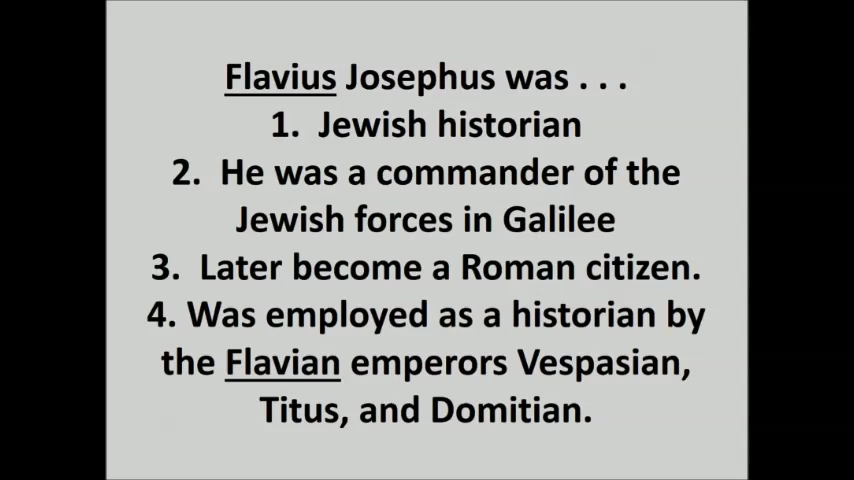 Flavius Josephus was . . .
1. Jewish historian
2. He was a commander of the
Jewish forces in Galilee
3. Later become a Roman citizen.
4. Was employed as a historian by
the Flavian emperors Vespasian,
Titus, and Domitian.